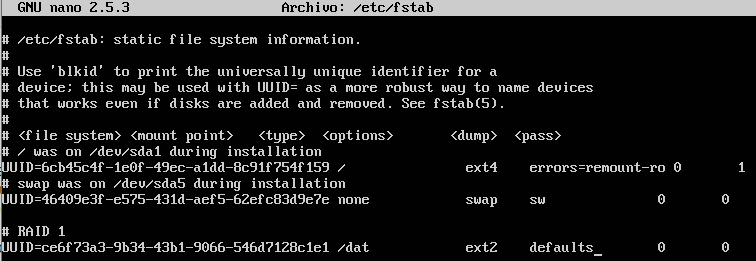 GNU nano 2.5.3 Archivo: /etc/fstab
# /etc/fstab: static file system information.
#
# Use 'blkid' to print the universally unique identifier for a
# device; this may be used with UUID= as a more robust way to name devices
# that works even if disks are added and removed. See fstab(5).
#
# <file system> <mount point> <type> <options> <dump> <pass>
# / was on /dev/sda1 during installation
UUID=6cb45c4f-1e0f-49ec-a1dd-8c91f754f159 / ext4 errors=remount-ro 0 1
# swap was on /dev/sda5 during installation
UUID=46409e3f-e575-431d-aef5-62efc83d9e7e none swap sw 0 0
# RAID 1
UUID=ce6f73a3-9b34-43b1-9066-546d7128c1e1 /dat ext2 defaults_ 0 0